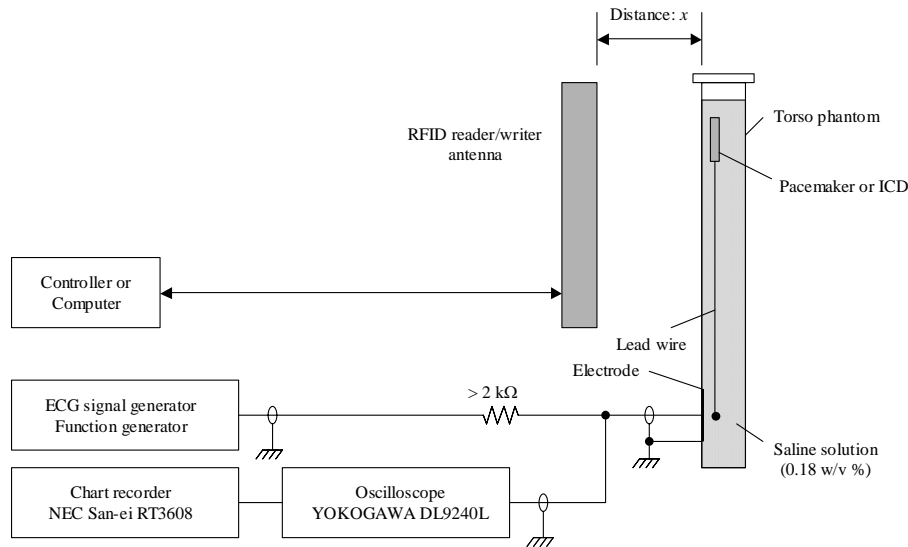 Distance: x
RFID reader/writer
antenna
Torso phantom
Pacemaker or ICD
Controller or
Computer
Lead wire
Electrode
> 2 kΩ
ECG signal generator
Function generator
Saline solution
(0.18 w/v %)
Chart recorder
NEC San-ei RT3608
Oscilloscope
YOKOGAWA DL9240L